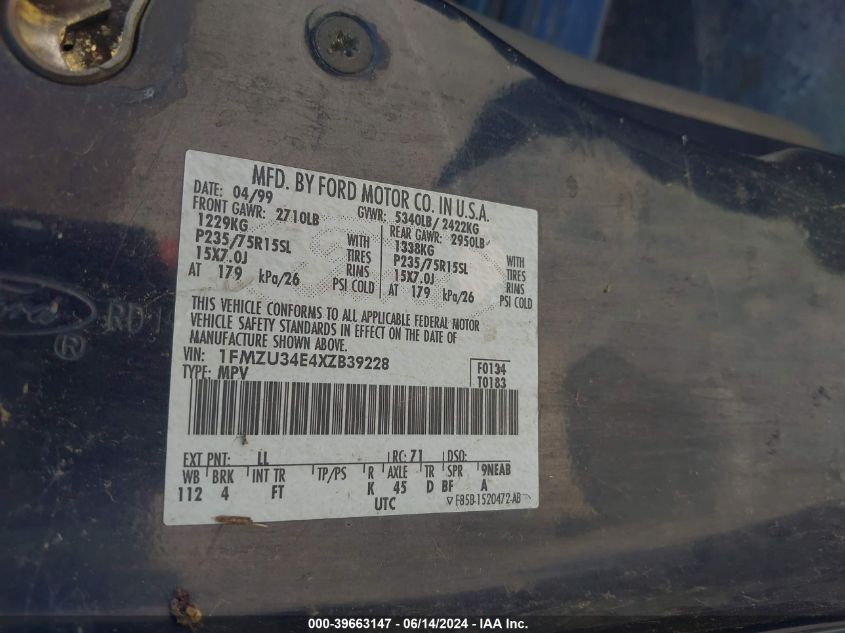 MFD. BY FORD MOTOR CO. IN U.S.A.
DATE: 04/99 GVWR: 5340LB/ 2422KG
FRONT GAWR: 2710LB REAR GAWR: 2950LB
1229KG WITH 1338KG WITH
P235/75R15SL TIRES P235/75R15SL TIRES
15X7.0J RIMS 15X7.0J RIMS
AT 179 kPa/26 PSI COLD AT 179 kPa/26 PSI COLD
THIS VEHICLE CONFORMS TO ALL APPLICABLE FEDERAL MOTOR
VEHICLE SAFETY STANDARDS IN EFFECT ON THE DATE OF
MANUFACTURE SHOWN ABOVE.
VIN: 1FMZU34E4XZB39228 F0134
TYPE: MPV T0183
EXT PNT: LL RC: 71 DSO:
WB BRK INT TR TP/PS R AXLE TR SPR 9NEAB
112 4 FT K 45 D BF A
UTC F85B-1520472-AB
Ford
®
000-39663147 - 06/14/2024 - IAA Inc.